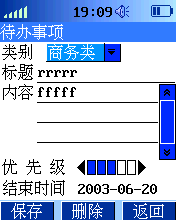 19:09
待办事项
类别 商务类
标题 rrrrr
内容 fffff
优先级
结束时间 2003-06-20
保存 删除 返回